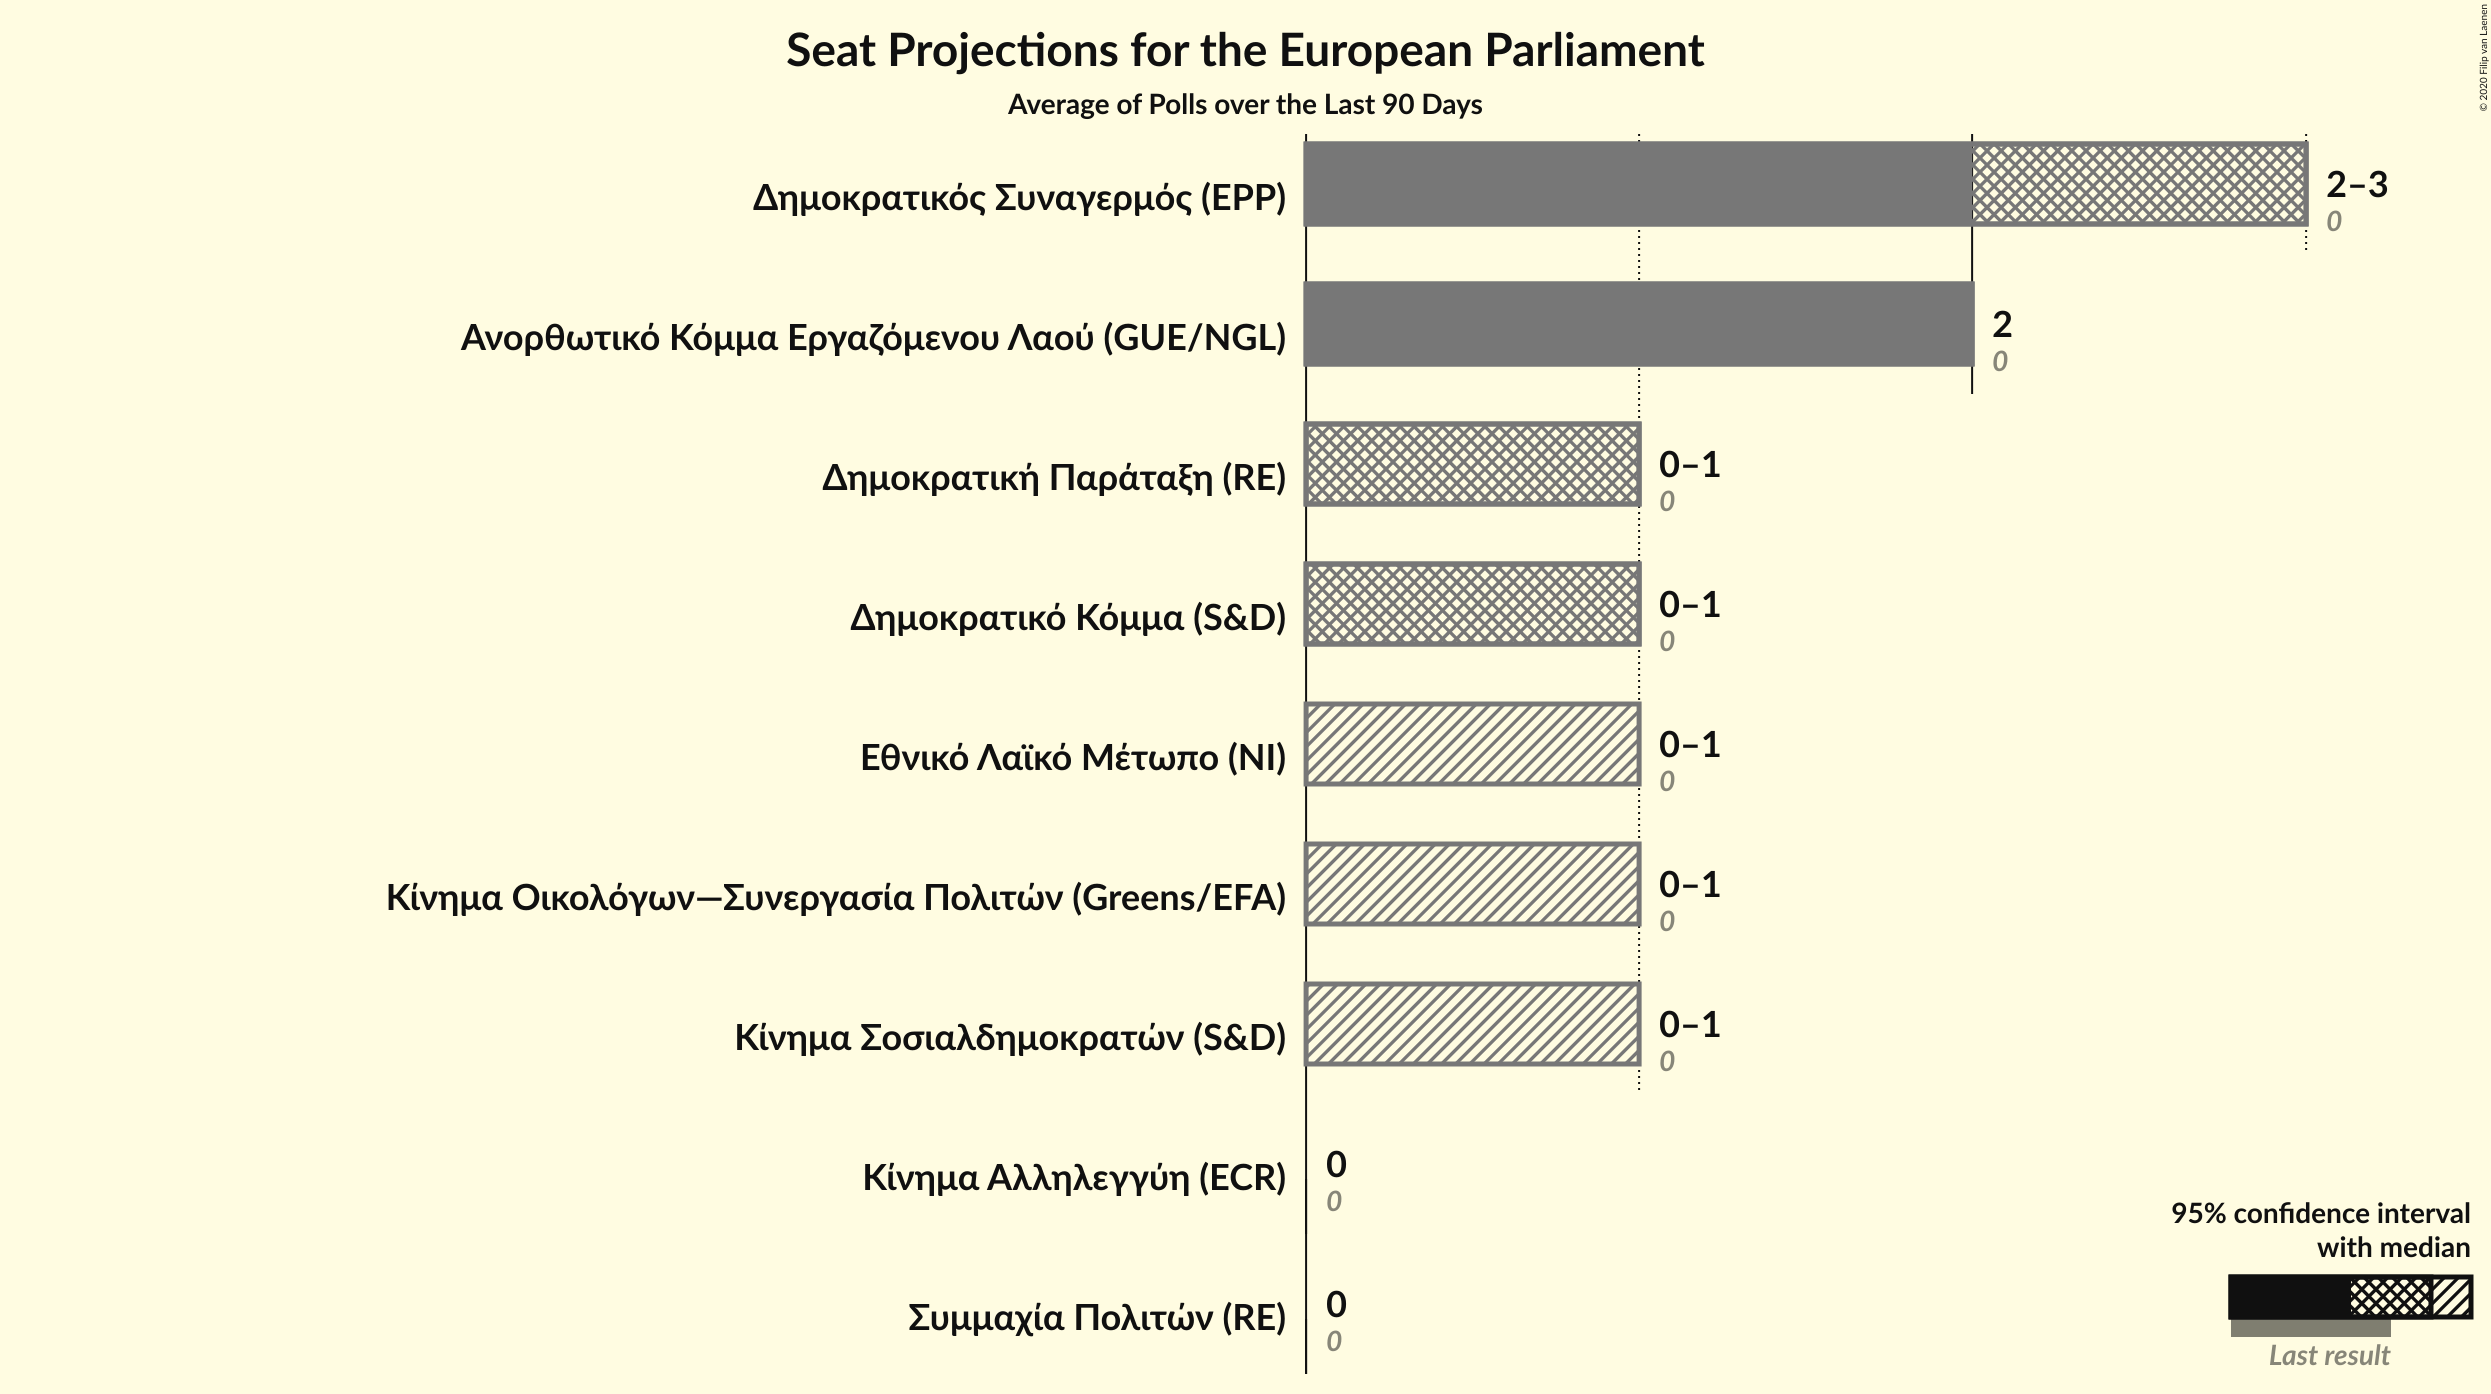 Seat Projections for the European Parliament
Average of Polls over the Last 90 Days
© 2020 Filip van Laenen
Δημοκρατικός Συναγερμός (EPP)
2–3
0
Ανορθωτικό Κόμμα Εργαζόμενου Λαού (GUE/NGL)
2
0
Δημοκρατική Παράταξη (RE)
0–1
0
Δημοκρατικό Κόμμα (S&D)
0–1
0
Εθνικό Λαϊκό Μέτωπο (NI)
0–1
0
Κίνημα Οικολόγων—Συνεργασία Πολιτών (Greens/EFA)
0–1
0
Κίνημα Σοσιαλδημοκρατών (S&D)
0–1
0
Κίνημα Αλληλεγγύη (ECR)
0
0
Συμμαχία Πολιτών (RE)
0
0
95% confidence interval
with median
Last result